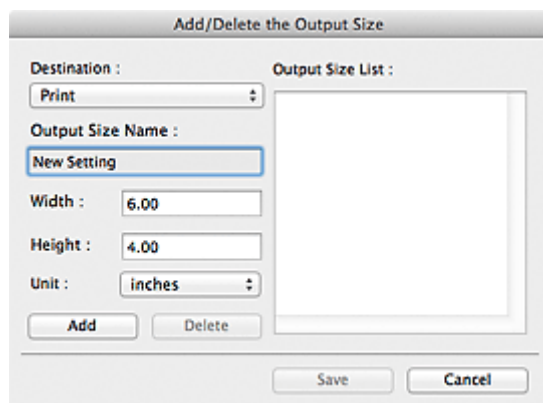 Add/Delete the Output Size
Destination :
Print
Output Size Name :
New Setting
Width :
6.00
Height :
4.00
Unit :
inches
Add
Delete
Output Size List :
Save
Cancel